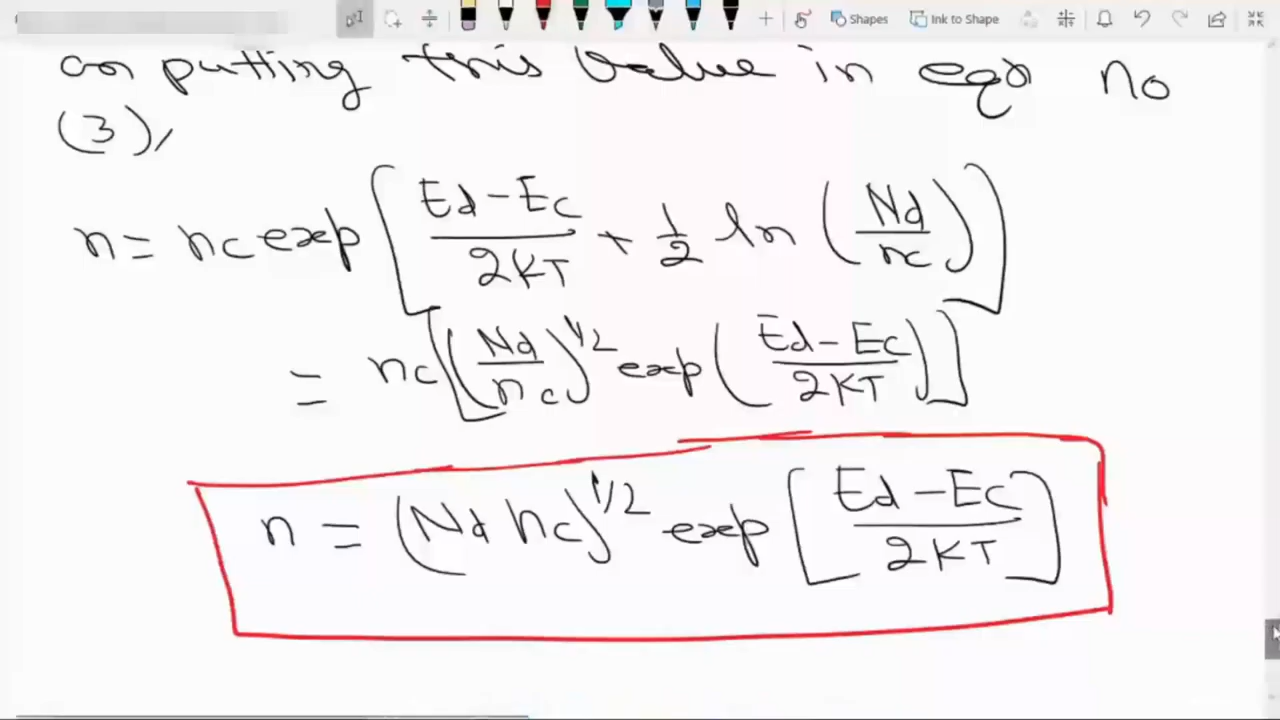 Shapes Ink to Shape
on putting this value in eqn no
(3),
n = nc exp [ (Ed - Ec)/(2KT) + 1/2 ln (Nd/nc) ]
= nc [ (Nd/nc)^1/2 exp ( (Ed - Ec)/(2KT) ) ]
n = (Nd nc)^1/2 exp [ (Ed - Ec)/(2KT) ]